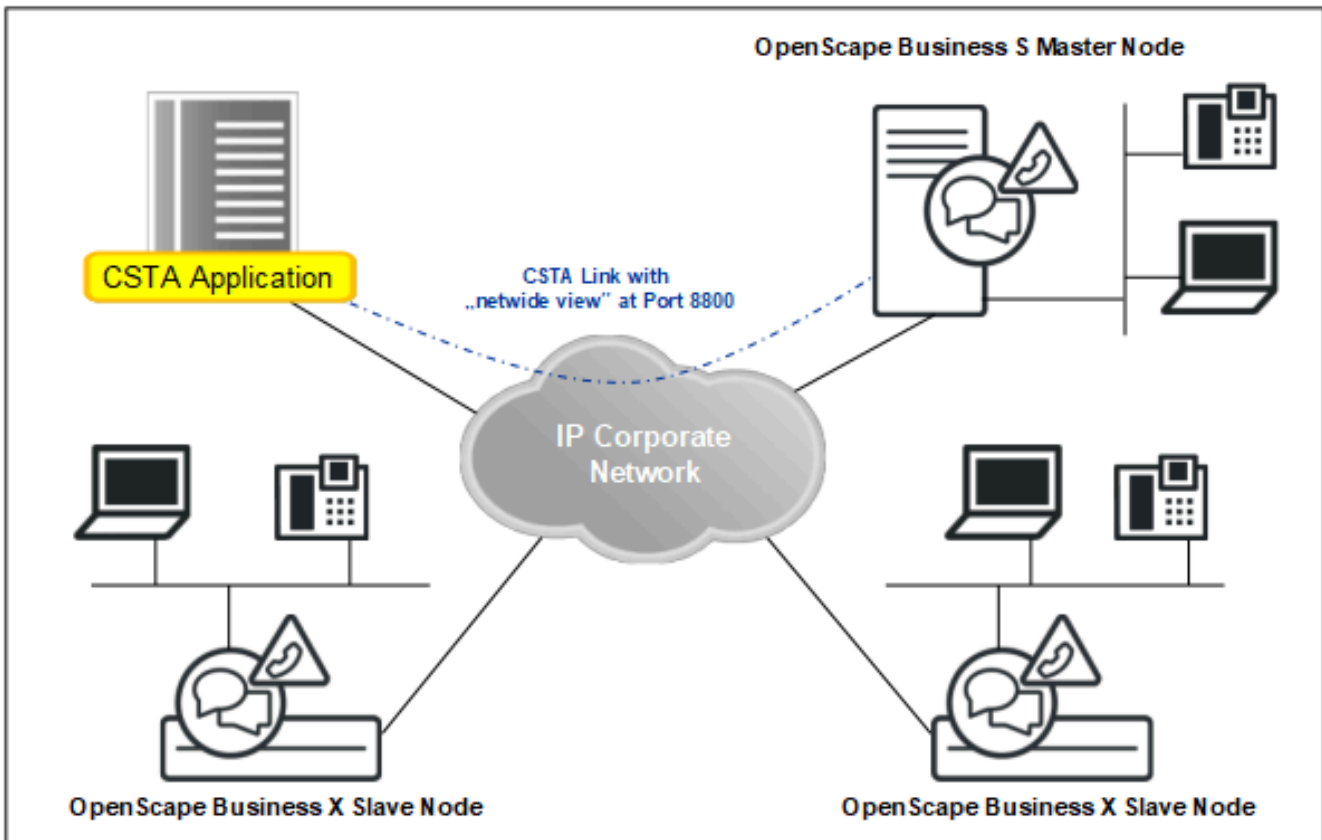 OpenScape Business S Master Node
CSTA Application
CSTA Link with
„netwide view” at Port 8800
IP Corporate
Network
OpenScape Business X Slave Node
OpenScape Business X Slave Node